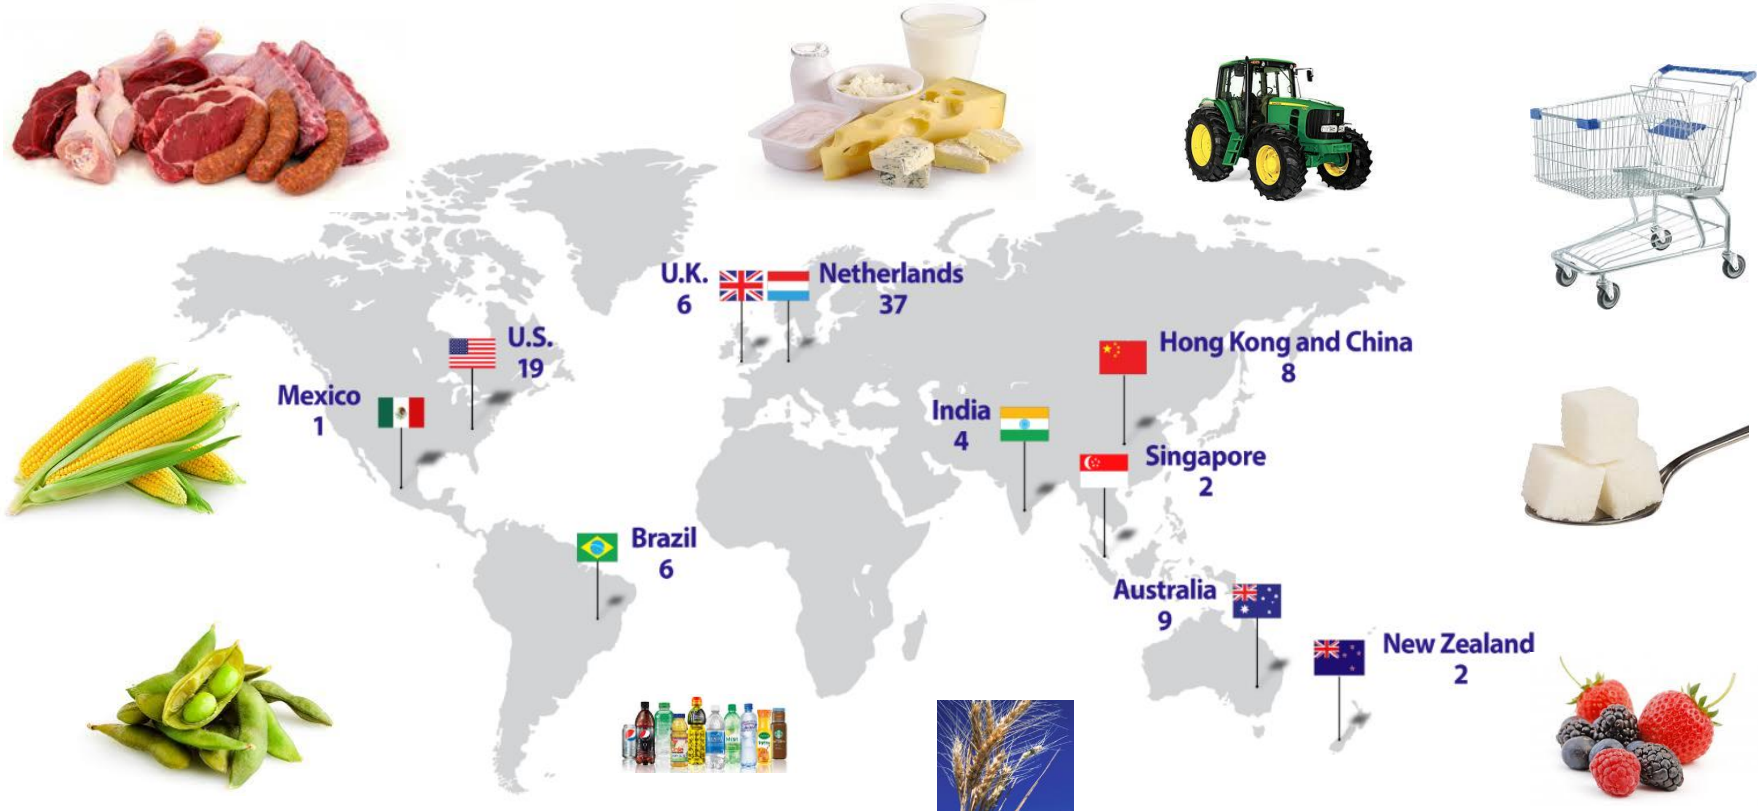 U.K.
6
Netherlands
37
U.S.
19
Hong Kong and China
8
Mexico
1
India
4
Singapore
2
Brazil
6
Australia
9
New Zealand
2